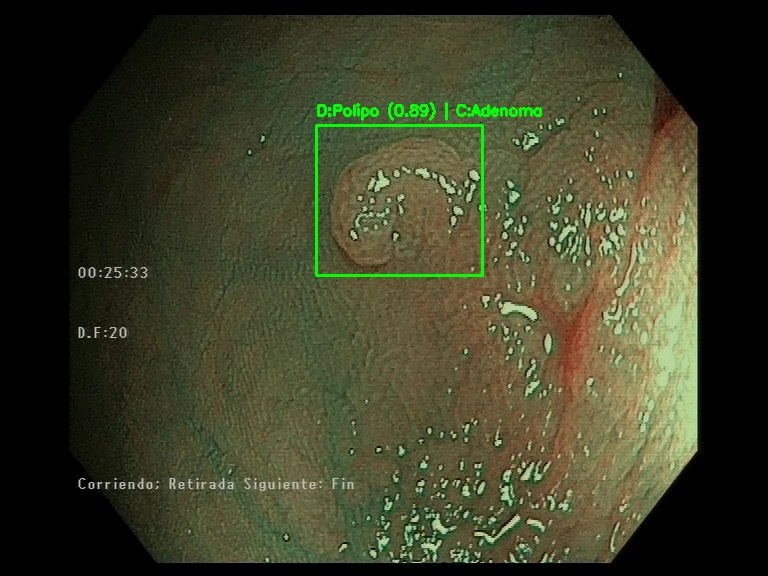 D:Polipo (0.89) | C:Adenoma
00:25:33
D.F:20
Corriendo; Retirada Siguiente: Fin